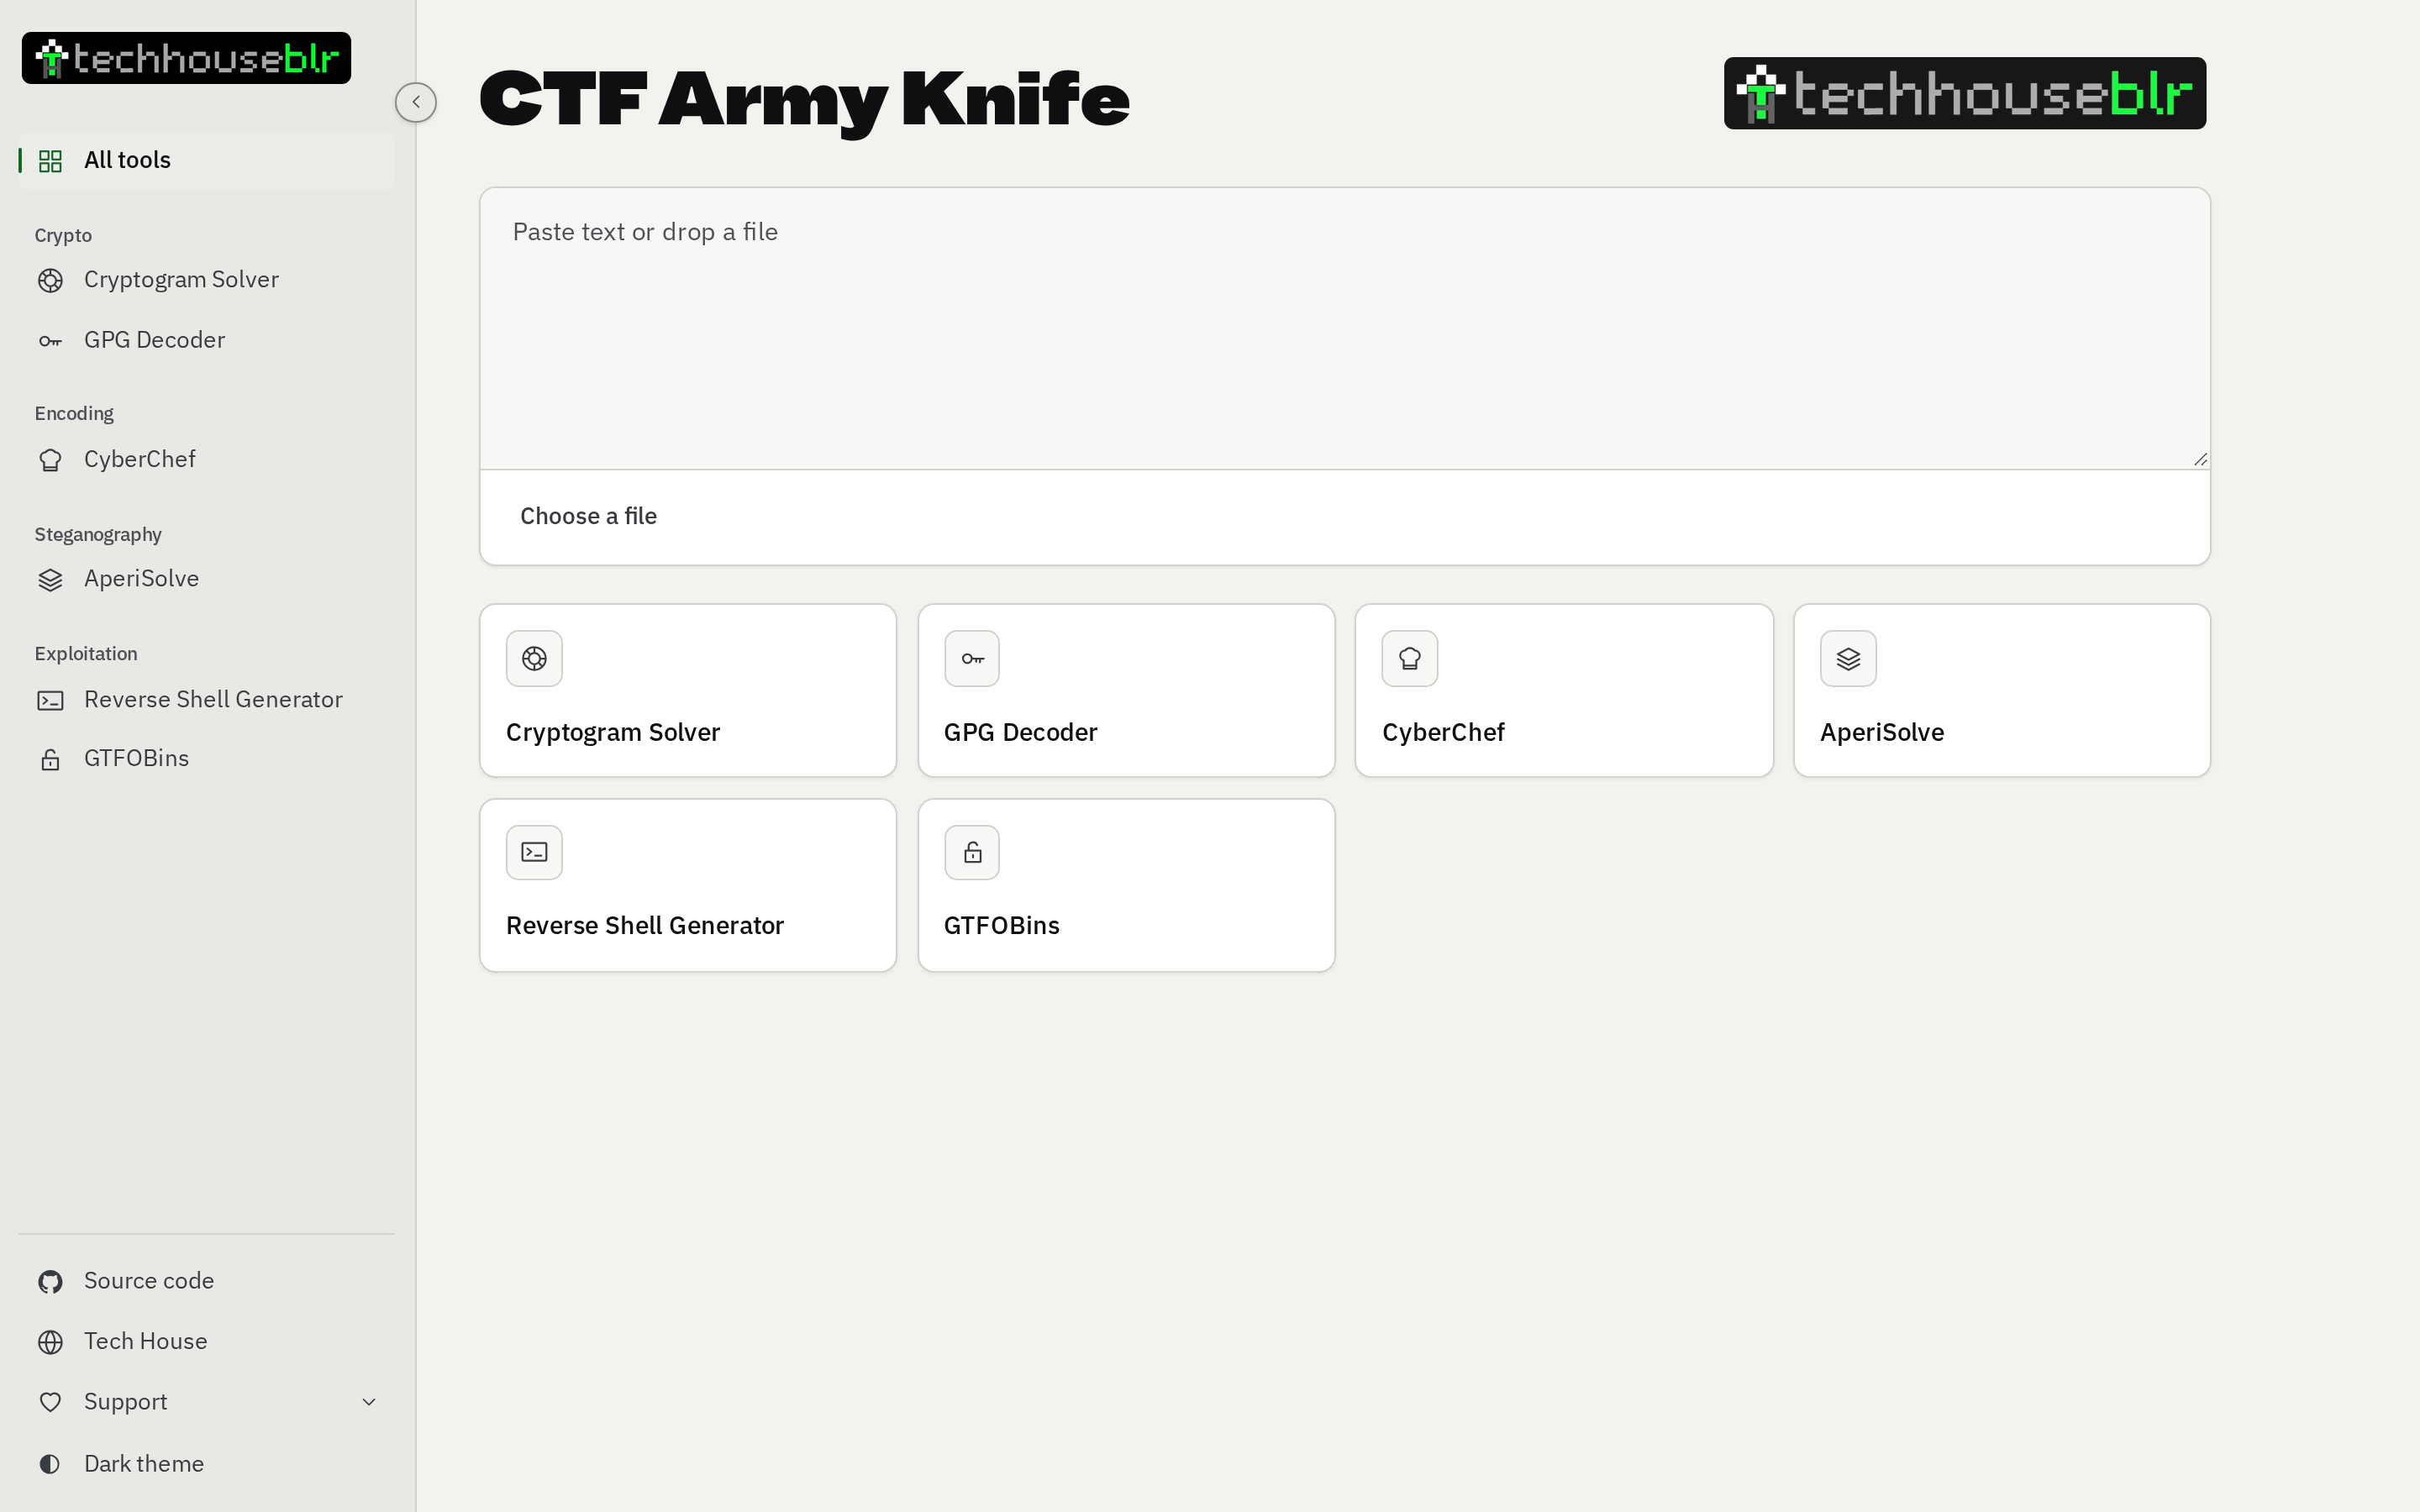 techhouseblr
All tools
Crypto
Cryptogram Solver
GPG Decoder
Encoding
CyberChef
Steganography
AperiSolve
Exploitation
Reverse Shell Generator
GTFOBins
Source code
Tech House
Support
Dark theme
CTF Army Knife
techhouseblr
Paste text or drop a file
Choose a file
Cryptogram Solver
GPG Decoder
CyberChef
AperiSolve
Reverse Shell Generator
GTFOBins